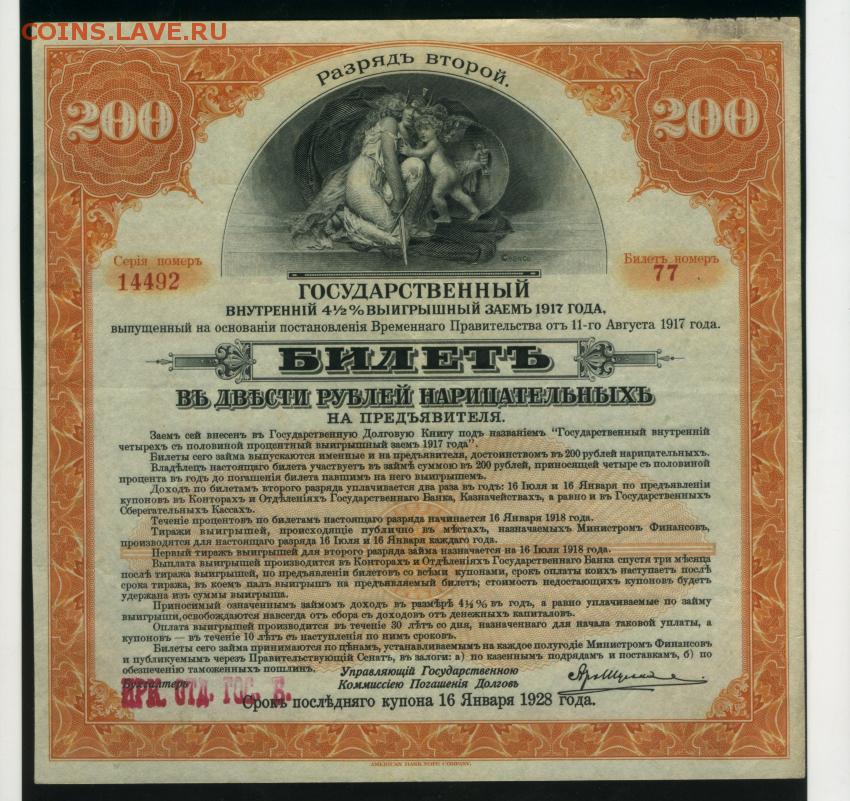 COINS.LAVE.RU
Разрядъ второй.
200
200
Серія номеръ
14492
Билетъ номеръ
77
ГОСУДАРСТВЕННЫЙ
ВНУТРЕННІЙ 4½% ВЫИГРЫШНЫЙ ЗАЕМЪ 1917 ГОДА,
выпущенный на основаніи постановленія Временнаго Правительства отъ 11-го Августа 1917 года.
БИЛЕТЪ
ВЪ ДВѢСТИ РУБЛЕЙ НАРИЦАТЕЛЬНЫХЪ
НА ПРЕДЪЯВИТЕЛЯ.
Заемъ сей внесенъ въ Государственную Долговую Книгу подъ названіемъ "Государственный внутренній
четырехъ съ половиной процентный выигрышный заемъ 1917 года".
Билеты сего займа выпускаются именные и на предъявителя, достоинствомъ въ 200 рублей нарицательныхъ.
Владѣлецъ настоящаго билета участвуетъ въ займѣ суммою въ 200 рублей, приносящей четыре съ половиной
процента въ годъ до погашенія билета павшимъ на него выигрышемъ.
Доходъ по билетамъ второго разряда уплачивается два раза въ годъ: 16 Іюля и 16 Января по предъявленіи
купоновъ въ Конторахъ и Отдѣленіяхъ Государственнаго Банка, Казначействахъ, а равно и въ Государственныхъ
Сберегательныхъ Кассахъ.
Теченіе процентовъ по билетамъ настоящаго разряда начинается 16 Января 1918 года.
Тиражи выигрышей, происходящіе публично въ мѣстахъ, назначаемыхъ Министромъ Финансовъ,
производятся для настоящаго разряда 16 Іюля и 16 Января каждаго года.
Первый тиражъ выигрышей для второго разряда займа назначается на 16 Іюля 1918 года.
Выплата выигрышей производится въ Конторахъ и Отдѣленіяхъ Государственнаго Банка спустя три мѣсяца
послѣ тиража выигрышей, по предъявленіи билетовъ со всѣми купонами, срокъ оплаты коихъ наступаетъ послѣ
срока тиража, въ коемъ палъ выигрышъ на предъявляемый билетъ; стоимость недостающихъ купоновъ будетъ
удержана изъ суммы выигрыша.
Приносимый означеннымъ займомъ доходъ въ размѣрѣ 4½% въ годъ, а равно уплачиваемые по займу
выигрыши, освобождаются навсегда отъ сбора съ доходовъ отъ денежныхъ капиталовъ.
Оплата выигрышей производится въ теченіе 30 лѣтъ со дня, назначеннаго для начала таковой уплаты, а
купоновъ — въ теченіе 10 лѣтъ съ наступленія по нимъ сроковъ.
Билеты сего займа принимаются по цѣнамъ, устанавливаемымъ на каждое полугодіе Министромъ Финансовъ
и публикуемымъ чрезъ Правительствующій Сенатъ, въ залоги: а) по казеннымъ подрядамъ и поставкамъ, б) по
обезпеченію таможенныхъ пошлинъ.
Управляющій Государственною
Коммиссіею Погашенія Долговъ
Бухгалтеръ
ИРК. ОТД. ГОС. Б.
Срокъ послѣдняго купона 16 Января 1928 года.
AMERICAN BANK NOTE COMPANY.